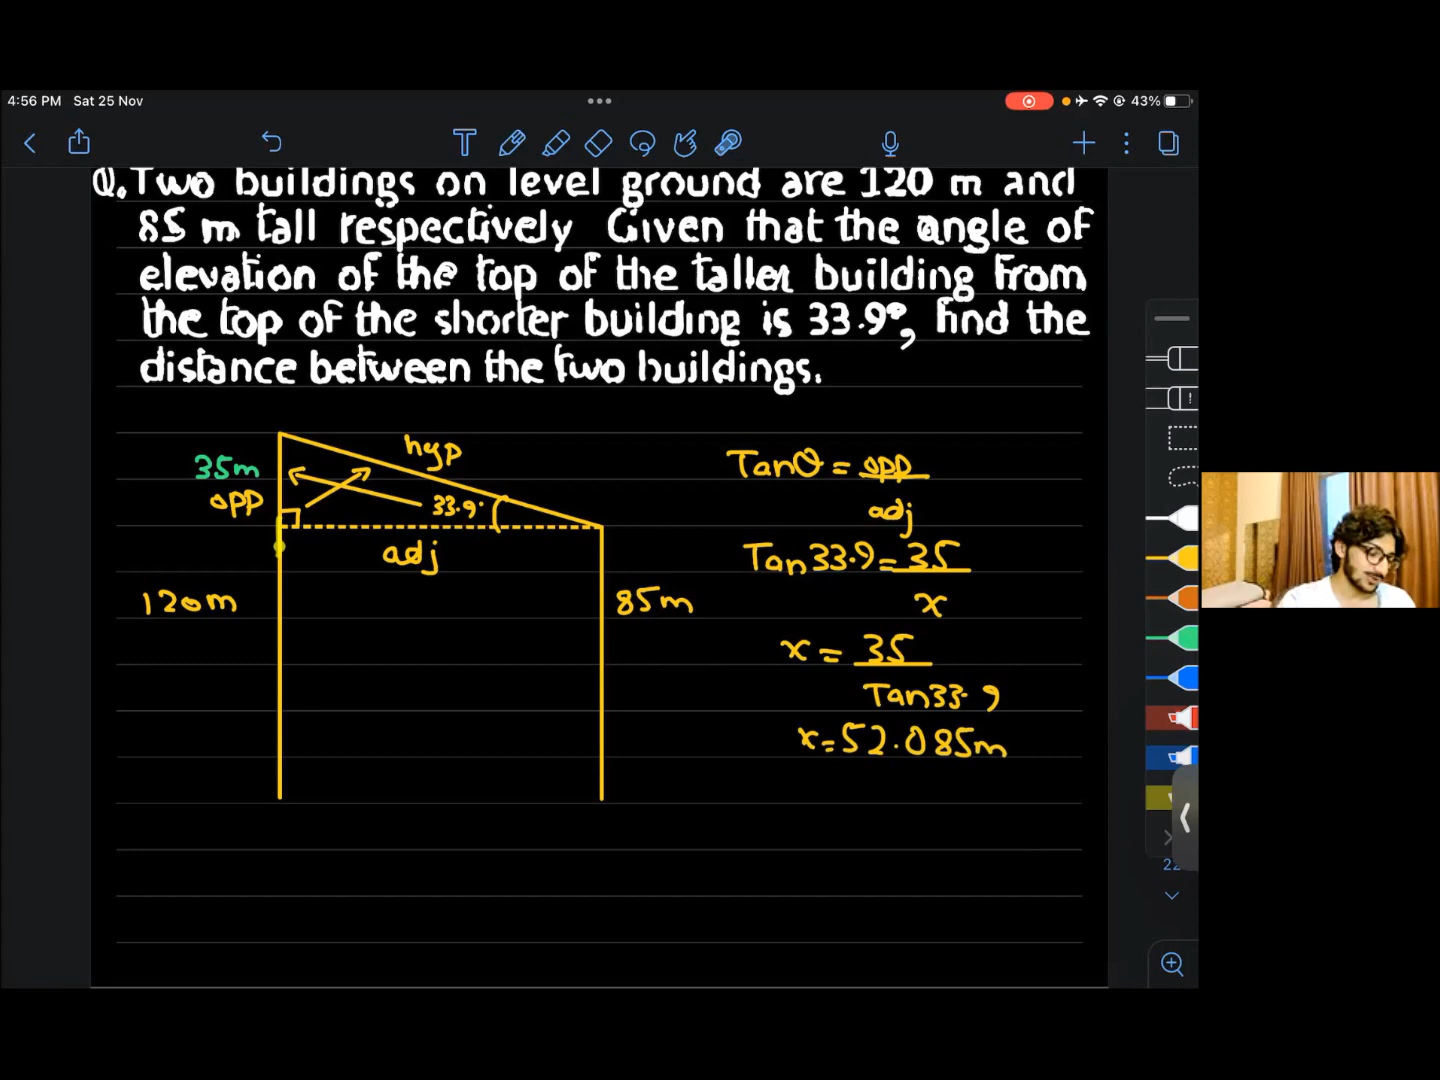 4:56 PM Sat 25 Nov
43%
Q. Two buildings on level ground are 120 m and
85 m tall respectively Given that the angle of
elevation of the top of the taller building from
the top of the shorter building is 33.9°, find the
distance between the two buildings.
hyp
35m
opp
33.9°
adj
120m
85m
Tanθ = opp
adj
Tan33.9 = 35
x
x = 35
Tan33.9
x = 52.085m
T